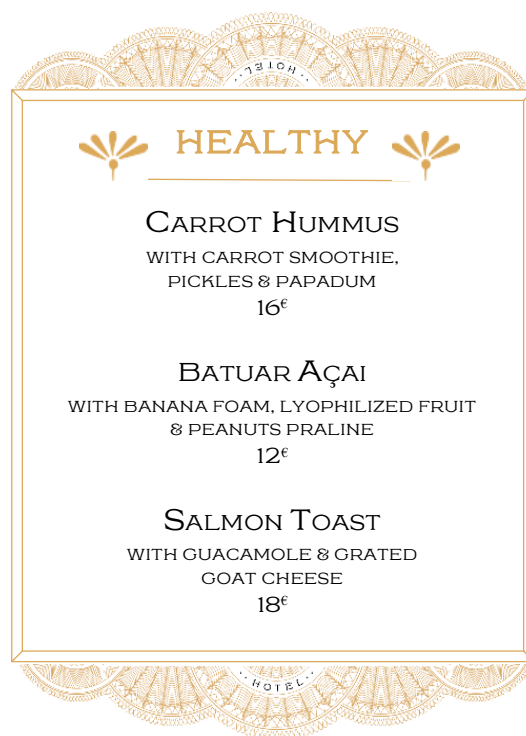 HOTEL
HEALTHY
CARROT HUMMUS
WITH CARROT SMOOTHIE,
PICKLES & PAPADUM
16€
BATUAR AÇAI
WITH BANANA FOAM, LYOPHILIZED FRUIT
& PEANUTS PRALINE
12€
SALMON TOAST
WITH GUACAMOLE & GRATED
GOAT CHEESE
18€
HOTEL